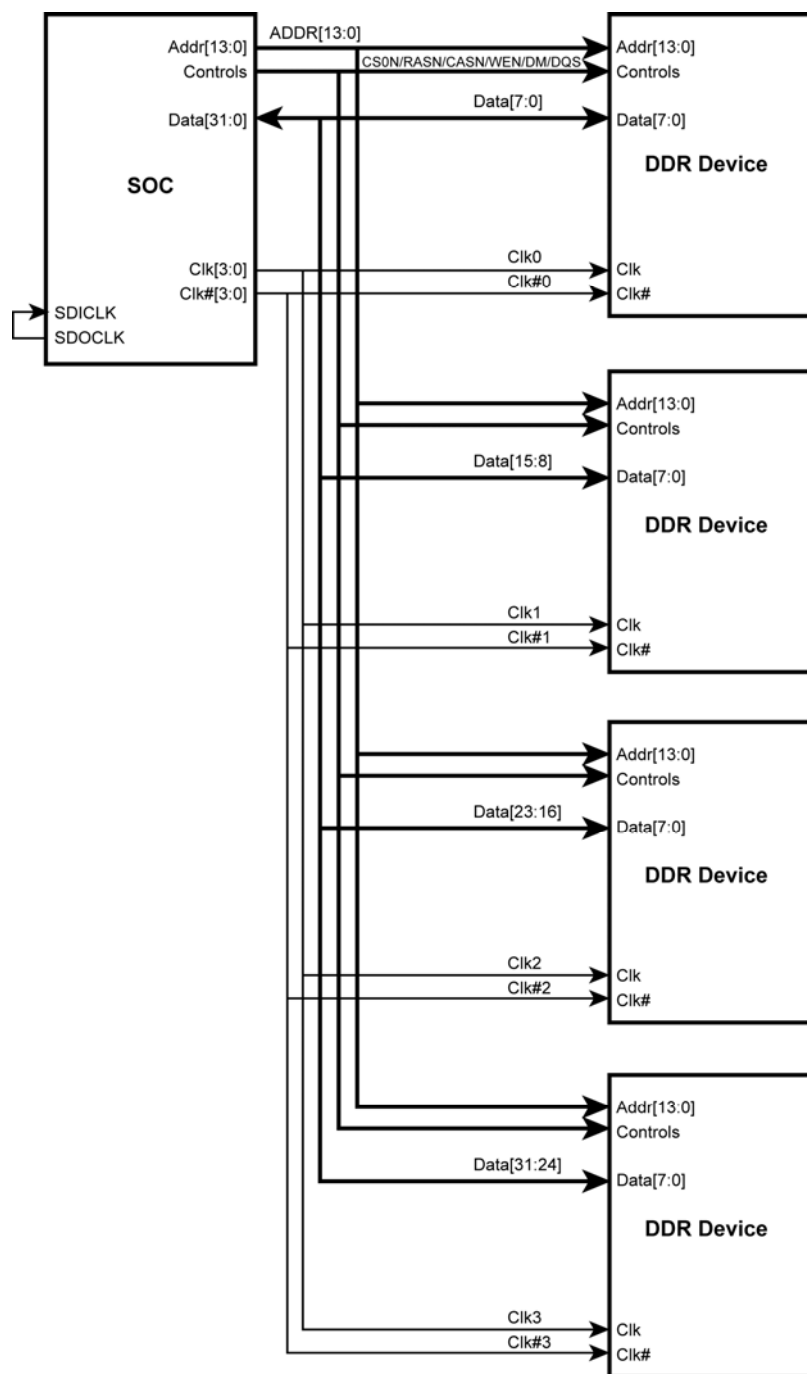 ADDR[13:0]
Addr[13:0]
Controls
Data[31:0]
SOC
Clk[3:0]
Clk#[3:0]
SDICLK
SDOCLK
CS0N/RASN/CASN/WEN/DM/DQS
Data[7:0]
Clk0
Clk#0
Addr[13:0]
Controls
Data[7:0]
DDR Device
Clk
Clk#
Data[15:8]
Clk1
Clk#1
Addr[13:0]
Controls
Data[7:0]
DDR Device
Clk
Clk#
Data[23:16]
Clk2
Clk#2
Addr[13:0]
Controls
Data[7:0]
DDR Device
Clk
Clk#
Data[31:24]
Clk3
Clk#3
Addr[13:0]
Controls
Data[7:0]
DDR Device
Clk
Clk#